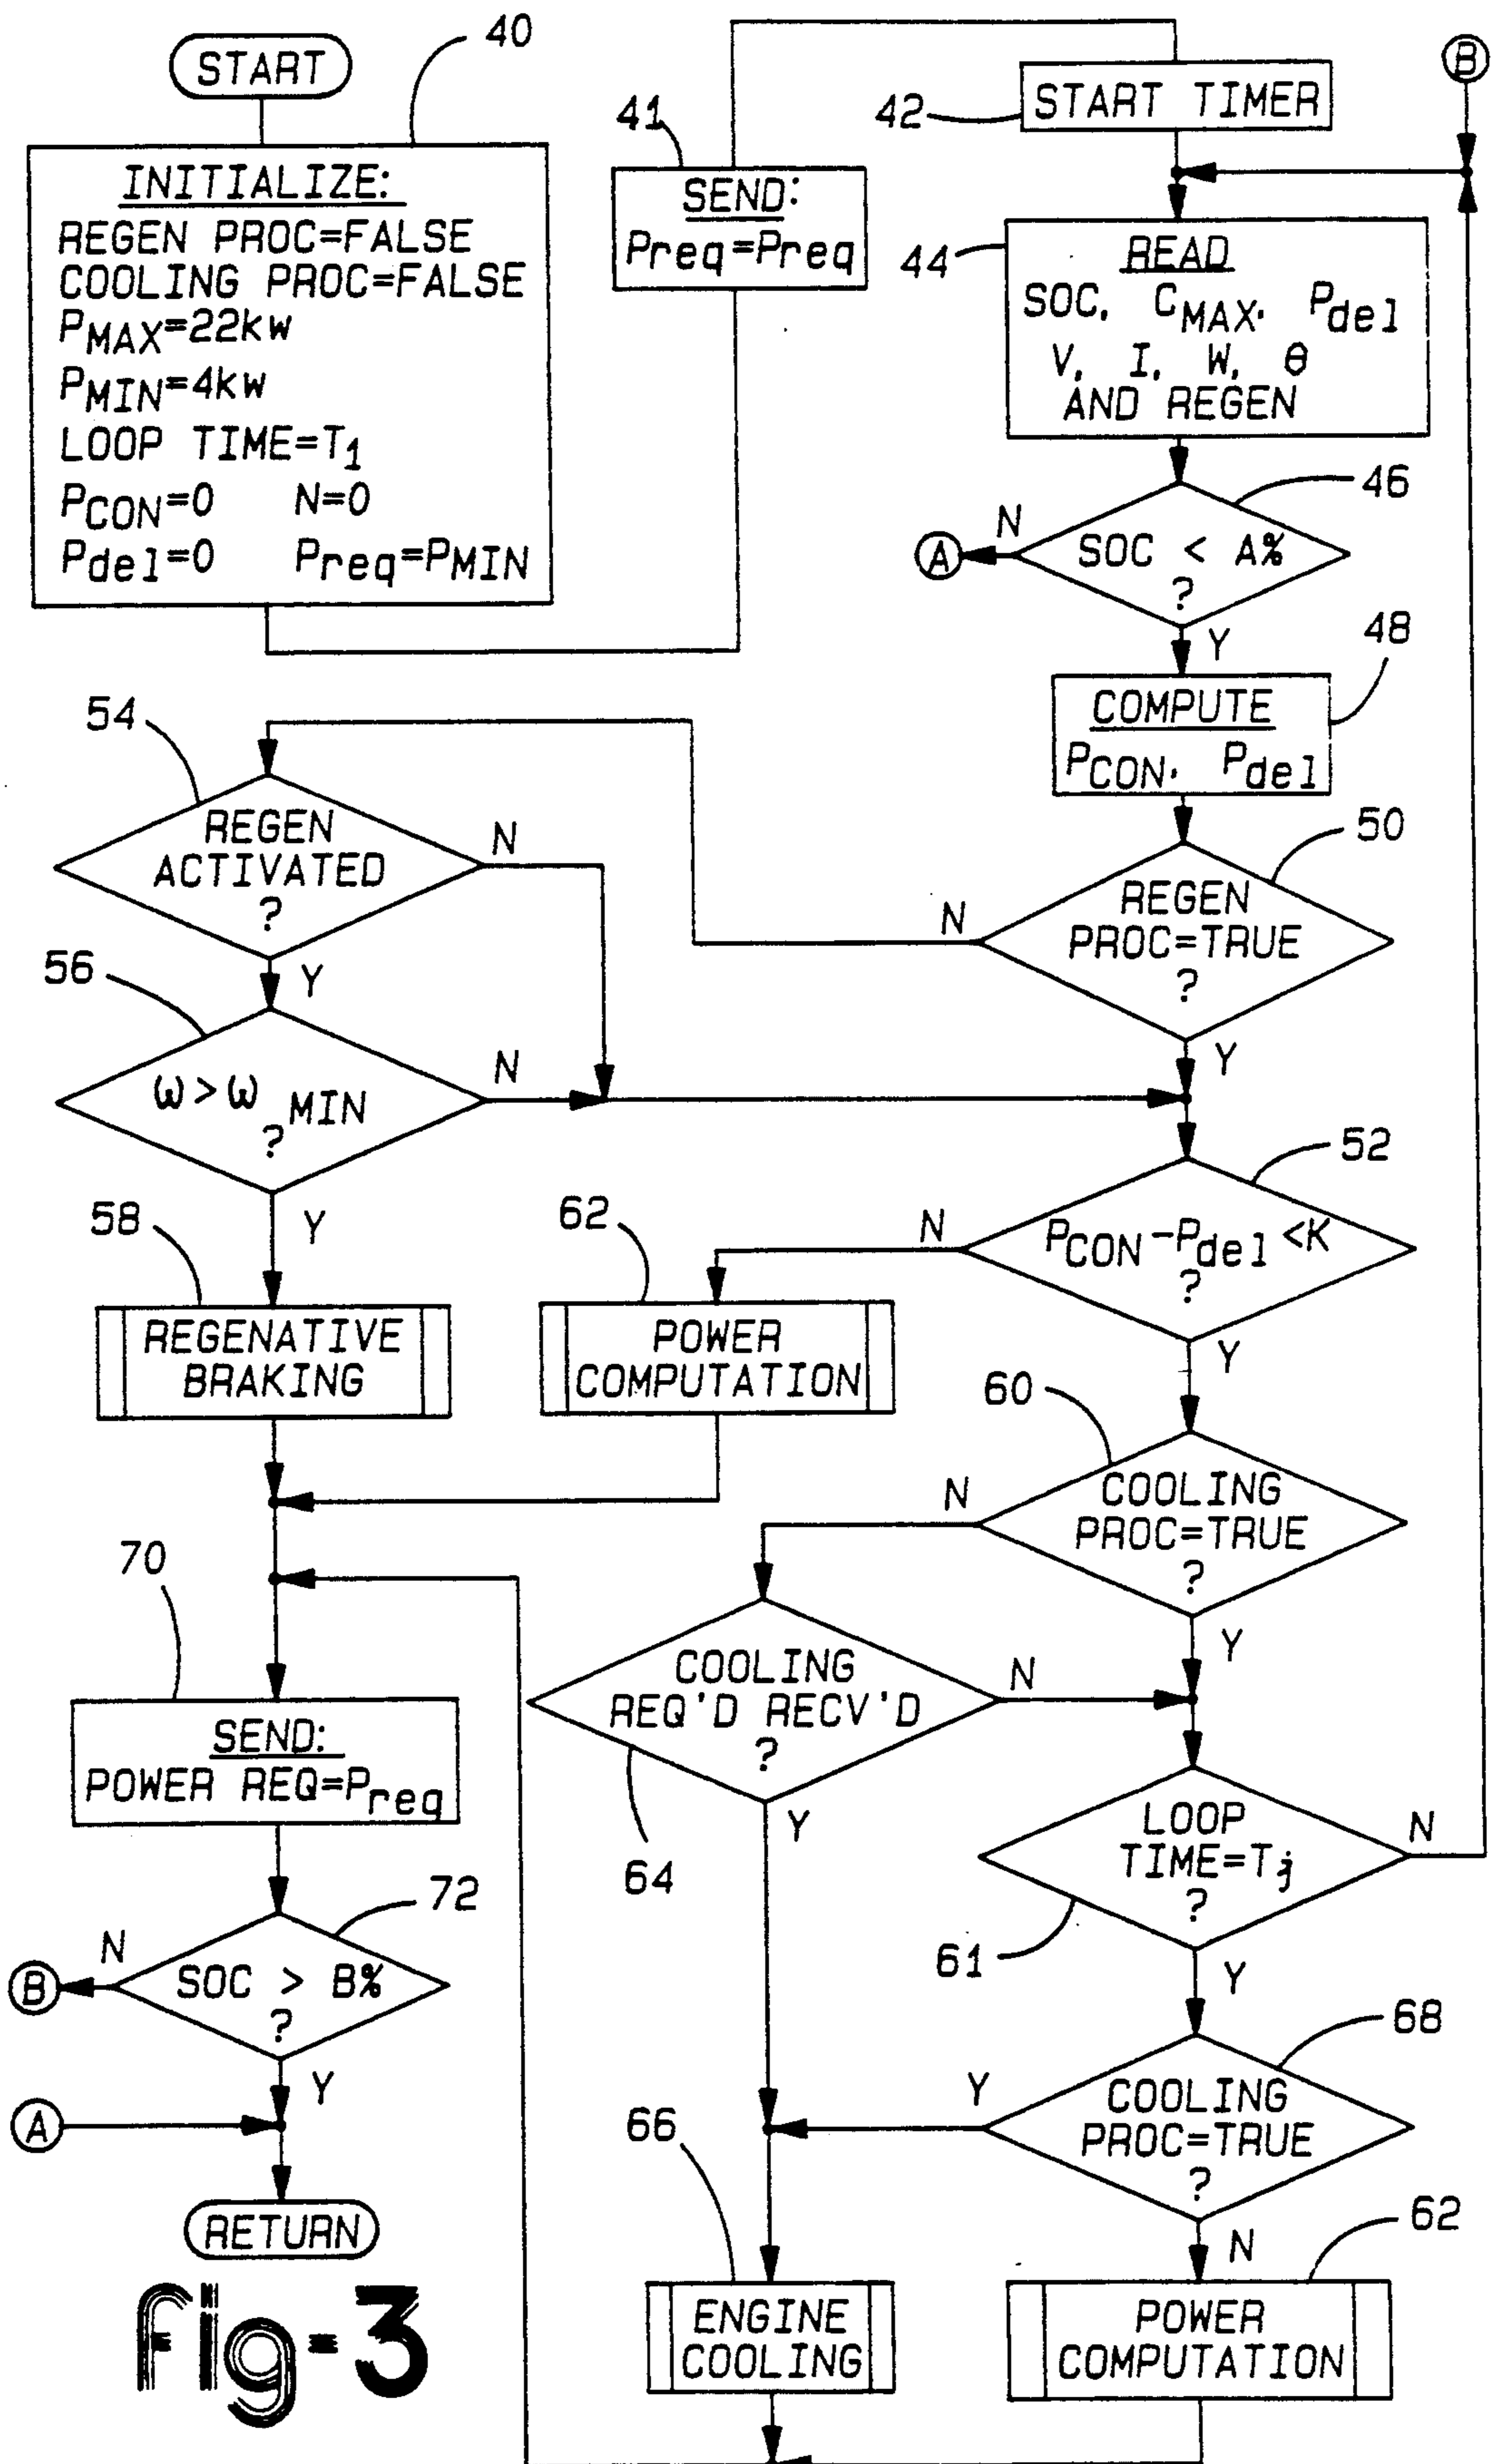 START
40
INITIALIZE:
REGEN PROC=FALSE
COOLING PROC=FALSE
PMAX=22kw
PMIN=4kw
LOOP TIME=T1
PCON=0 N=0
Pdel=0 Preq=PMIN
41
SEND:
Preq=Preq
42
START TIMER
B
44
READ
SOC, CMAX, Pdel
V, I, W, θ
AND REGEN
46
SOC < A%
?
N
A
Y
48
COMPUTE
PCON, Pdel
50
REGEN
PROC=TRUE
?
N
Y
54
REGEN
ACTIVATED
?
N
Y
56
ω>ω MIN
?
N
Y
52
PCON-Pdel<K
?
N
Y
58
REGENATIVE
BRAKING
62
POWER
COMPUTATION
60
COOLING
PROC=TRUE
?
N
Y
64
COOLING
REQ'D RECV'D
?
N
Y
61
LOOP
TIME=Tj
?
N
Y
70
SEND:
POWER REQ=Preq
72
SOC > B%
?
N
B
Y
A
RETURN
68
COOLING
PROC=TRUE
?
Y
N
66
ENGINE
COOLING
62
POWER
COMPUTATION
Fig-3